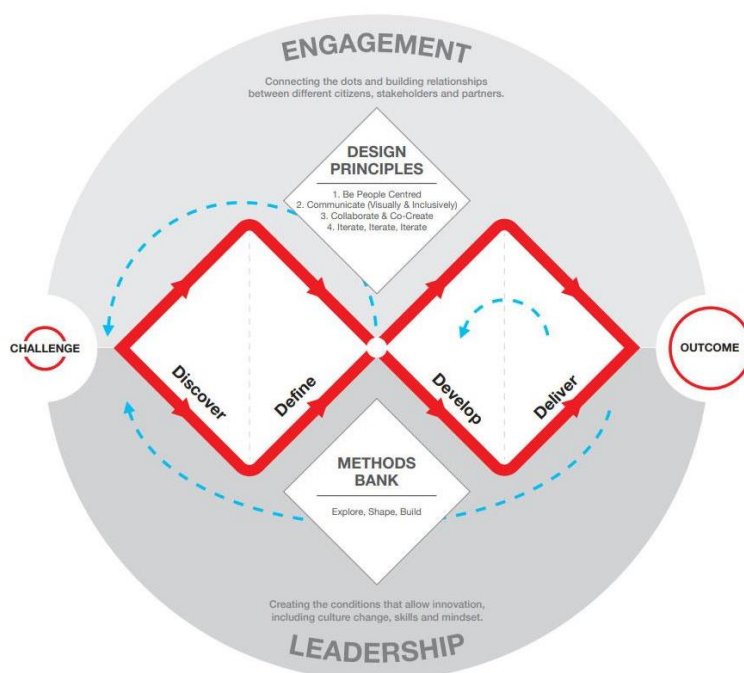 ENGAGEMENT
Connecting the dots and building relationships
between different citizens, stakeholders and partners.
DESIGN
PRINCIPLES
1. Be People Centred
2. Communicate (Visually & Inclusively)
3. Collaborate & Co-Create
4. Iterate, Iterate, Iterate
CHALLENGE
OUTCOME
Discover
Define
Develop
Deliver
METHODS
BANK
Explore, Shape, Build
Creating the conditions that allow innovation,
including culture change, skills and mindset.
LEADERSHIP